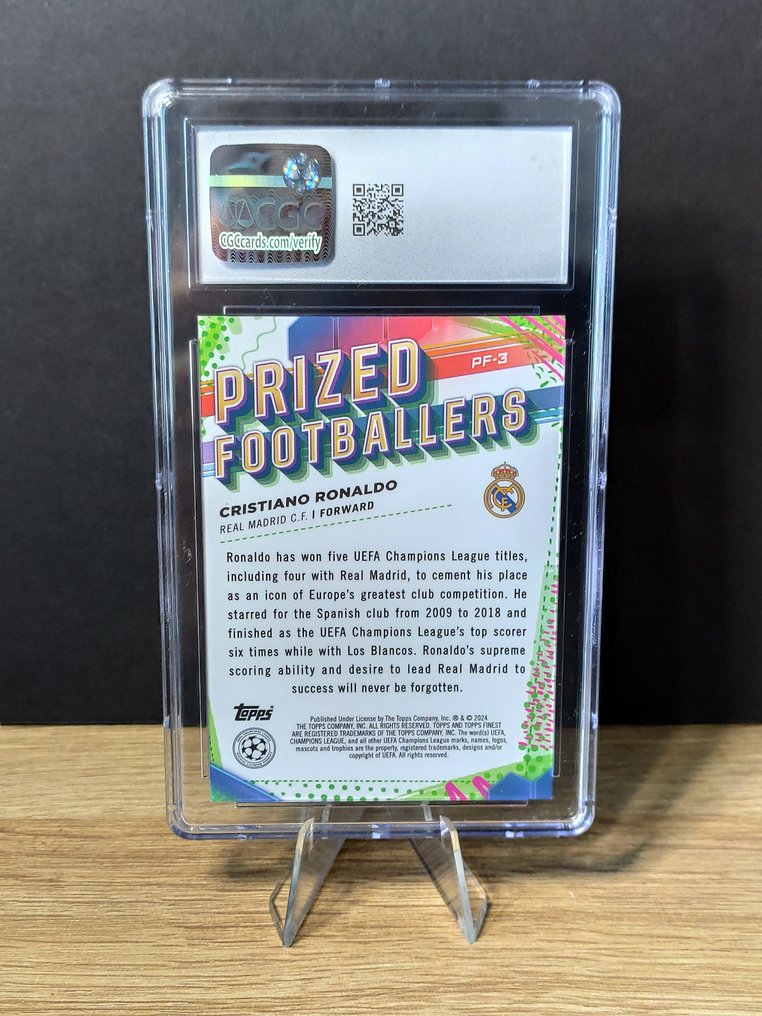 CGC
CGCcards.com/verify
PRIZED
PF-3
FOOTBALLERS
CRISTIANO RONALDO
REAL MADRID C.F. | FORWARD
Ronaldo has won five UEFA Champions League titles,
including four with Real Madrid, to cement his place
as an icon of Europe's greatest club competition. He
starred for the Spanish club from 2009 to 2018 and
finished as the UEFA Champions League's top scorer
six times while with Los Blancos. Ronaldo's supreme
scoring ability and desire to lead Real Madrid to
success will never be forgotten.
Topps
Published Under License by The Topps Company, Inc. ® & © 2024
THE TOPPS COMPANY, INC. ALL RIGHTS RESERVED. TOPPS AND TOPPS FINEST
ARE REGISTERED TRADEMARKS OF THE TOPPS COMPANY, INC. The word(s) UEFA,
CHAMPIONS LEAGUE, and all other UEFA Champions League marks, names, logos,
mascots and trophies are the property, registered trademarks, designs and/or
copyright of UEFA. All rights reserved.